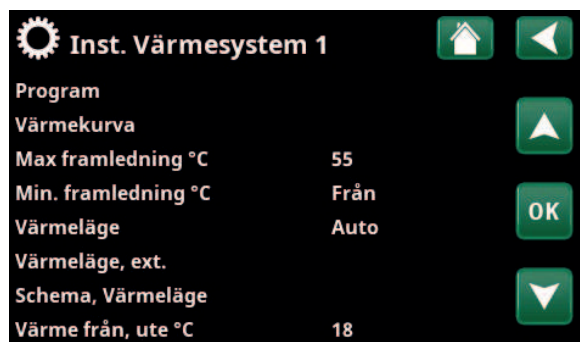 Inst. Värmesystem 1
Program
Värmekurva
Max framledning °C 55
Min. framledning °C Från
Värmeläge Auto
OK
Värmeläge, ext.
Schema, Värmeläge
Värme från, ute °C 18